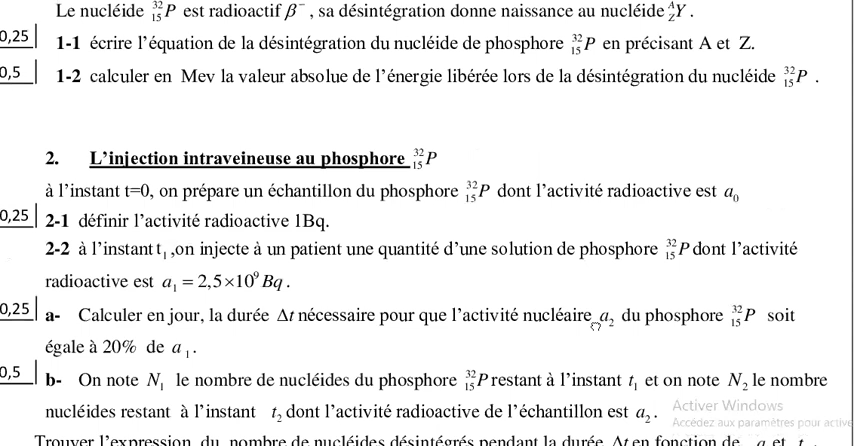 Le nucléide ³²₁₅P est radioactif β⁻, sa désintégration donne naissance au nucléide ᴬ_ZY.
0,25 1-1 écrire l'équation de la désintégration du nucléide de phosphore ³²₁₅P en précisant A et Z.
0,5 1-2 calculer en Mev la valeur absolue de l'énergie libérée lors de la désintégration du nucléide ³²₁₅P .
2. L'injection intraveineuse au phosphore ³²₁₅P
à l'instant t=0, on prépare un échantillon du phosphore ³²₁₅P dont l'activité radioactive est a₀
0,25 2-1 définir l'activité radioactive 1Bq.
2-2 à l'instant t₁ ,on injecte à un patient une quantité d'une solution de phosphore ³²₁₅P dont l'activité
radioactive est a₁ = 2,5×10⁹ Bq .
0,25 a- Calculer en jour, la durée Δt nécessaire pour que l'activité nucléaire a₂ du phosphore ³²₁₅P soit
égale à 20% de a₁.
0,5 b- On note N₁ le nombre de nucléides du phosphore ³²₁₅P restant à l'instant t₁ et on note N₂ le nombre
nucléides restant à l'instant t₂ dont l'activité radioactive de l'échantillon est a₂.
Activer Windows
Accédez aux paramètres pour active
Trouver l'expression du nombre de nucléides désintégrés pendant la durée Δt en fonction de a et t